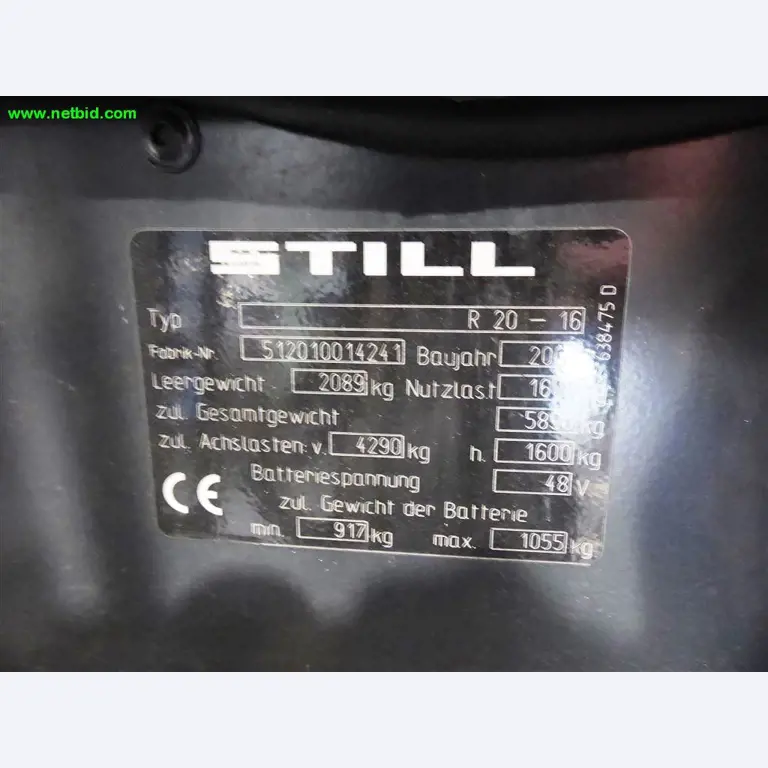 www.netbid.com
STILL
Typ R 20 - 16
Fabrik-Nr. 512010014241 Baujahr
Leergewicht 2089 kg Nutzlast
zul. Gesamtgewicht kg
zul. Achslasten: v. 4290 kg h. 1600 kg
Batteriespannung 48 V
zul. Gewicht der Batterie
min. 917 kg max. 1055 kg
CE